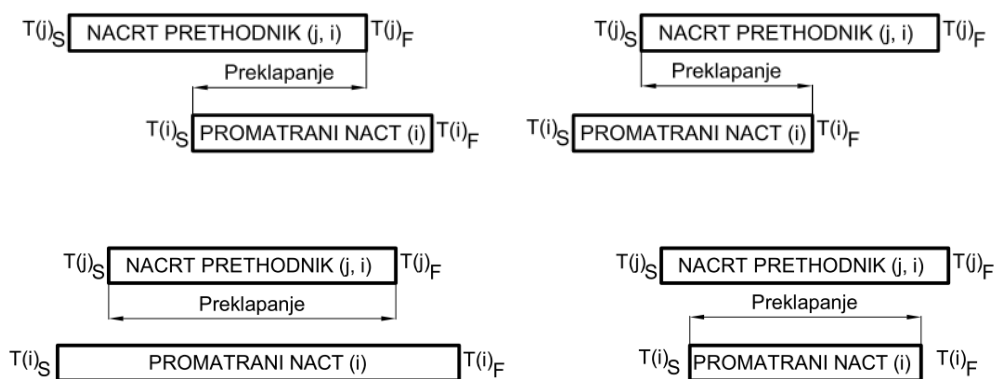 T(j)S NACRT PRETHODNIK (j, i) T(j)F
Preklapanje
T(i)S PROMATRANI NACT (i) T(i)F
T(j)S NACRT PRETHODNIK (j, i) T(j)F
Preklapanje
T(i)S PROMATRANI NACT (i) T(i)F
T(j)S NACRT PRETHODNIK (j, i) T(j)F
Preklapanje
T(i)S PROMATRANI NACT (i) T(i)F
T(j)S NACRT PRETHODNIK (j, i) T(j)F
Preklapanje
T(i)S PROMATRANI NACT (i) T(i)F